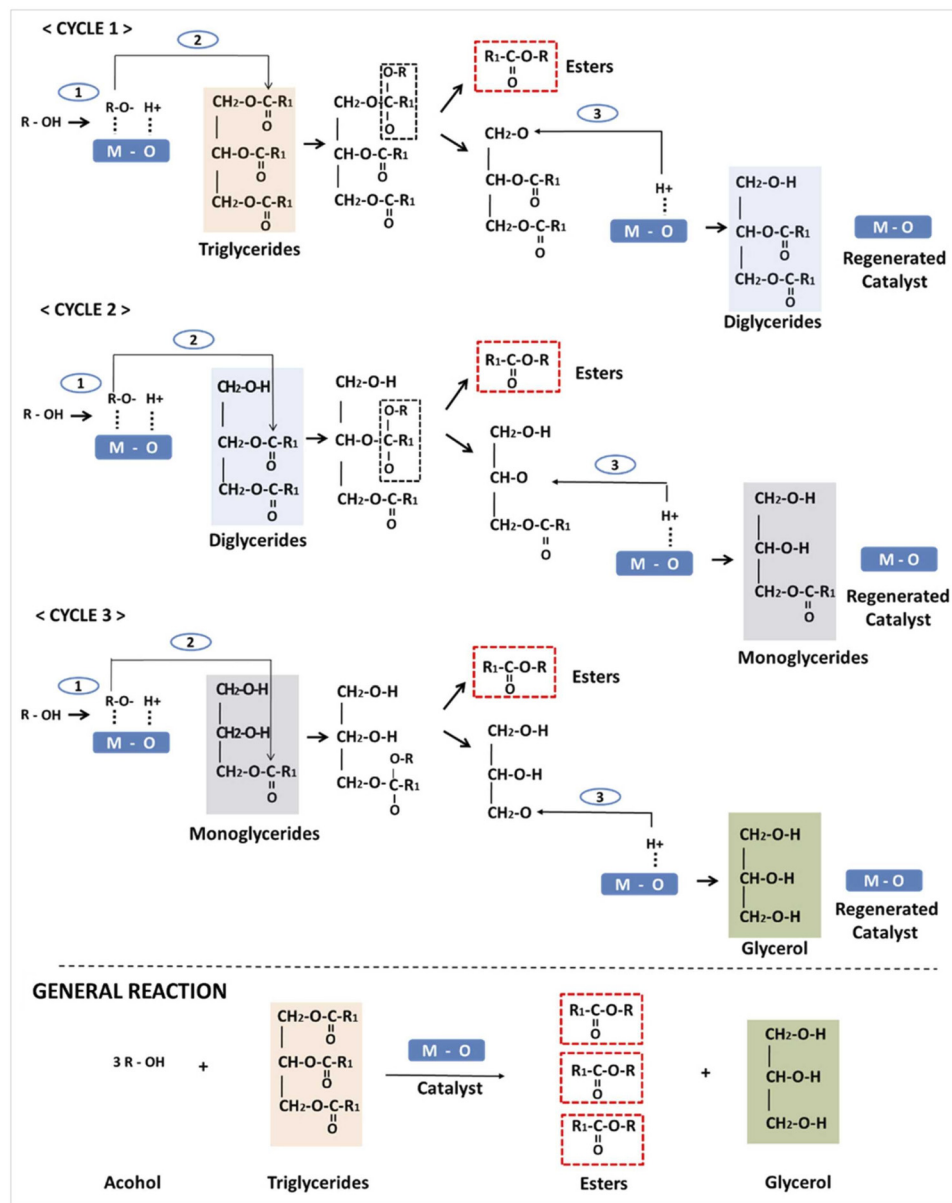 < CYCLE 1 >
2
1
R - OH
R-O- H+
M - O
CH₂-O-C-R₁
O
CH-O-C-R₁
O
CH₂-O-C-R₁
O
Triglycerides
O-R
CH₂-O-C-R₁
O
CH-O-C-R₁
O
CH₂-O-C-R₁
O
R₁-C-O-R
O
Esters
CH₂-O
CH-O-C-R₁
O
CH₂-O-C-R₁
O
3
H+
M - O
CH₂-O-H
CH-O-C-R₁
O
CH₂-O-C-R₁
O
Diglycerides
M - O
Regenerated
Catalyst
< CYCLE 2 >
2
1
R - OH
R-O- H+
M - O
CH₂-O-H
CH₂-O-C-R₁
O
CH₂-O-C-R₁
O
Diglycerides
CH₂-O-H
O-R
CH-O-C-R₁
O
CH₂-O-C-R₁
O
R₁-C-O-R
O
Esters
CH₂-O-H
CH-O
CH₂-O-C-R₁
O
3
H+
M - O
CH₂-O-H
CH-O-H
CH₂-O-C-R₁
O
Monoglycerides
M - O
Regenerated
Catalyst
< CYCLE 3 >
2
1
R - OH
R-O- H+
M - O
CH₂-O-H
CH₂-O-H
CH₂-O-C-R₁
O
Monoglycerides
CH₂-O-H
CH₂-O-H
O-R
CH₂-O-C-R₁
O
R₁-C-O-R
O
Esters
CH₂-O-H
CH-O-H
CH₂-O
3
H+
M - O
CH₂-O-H
CH-O-H
CH₂-O-H
Glycerol
M - O
Regenerated
Catalyst
GENERAL REACTION
3 R - OH
+
CH₂-O-C-R₁
O
CH-O-C-R₁
O
CH₂-O-C-R₁
O
M - O
Catalyst
R₁-C-O-R
O
R₁-C-O-R
O
R₁-C-O-R
O
+
CH₂-O-H
CH-O-H
CH₂-O-H
Acohol
Triglycerides
Esters
Glycerol